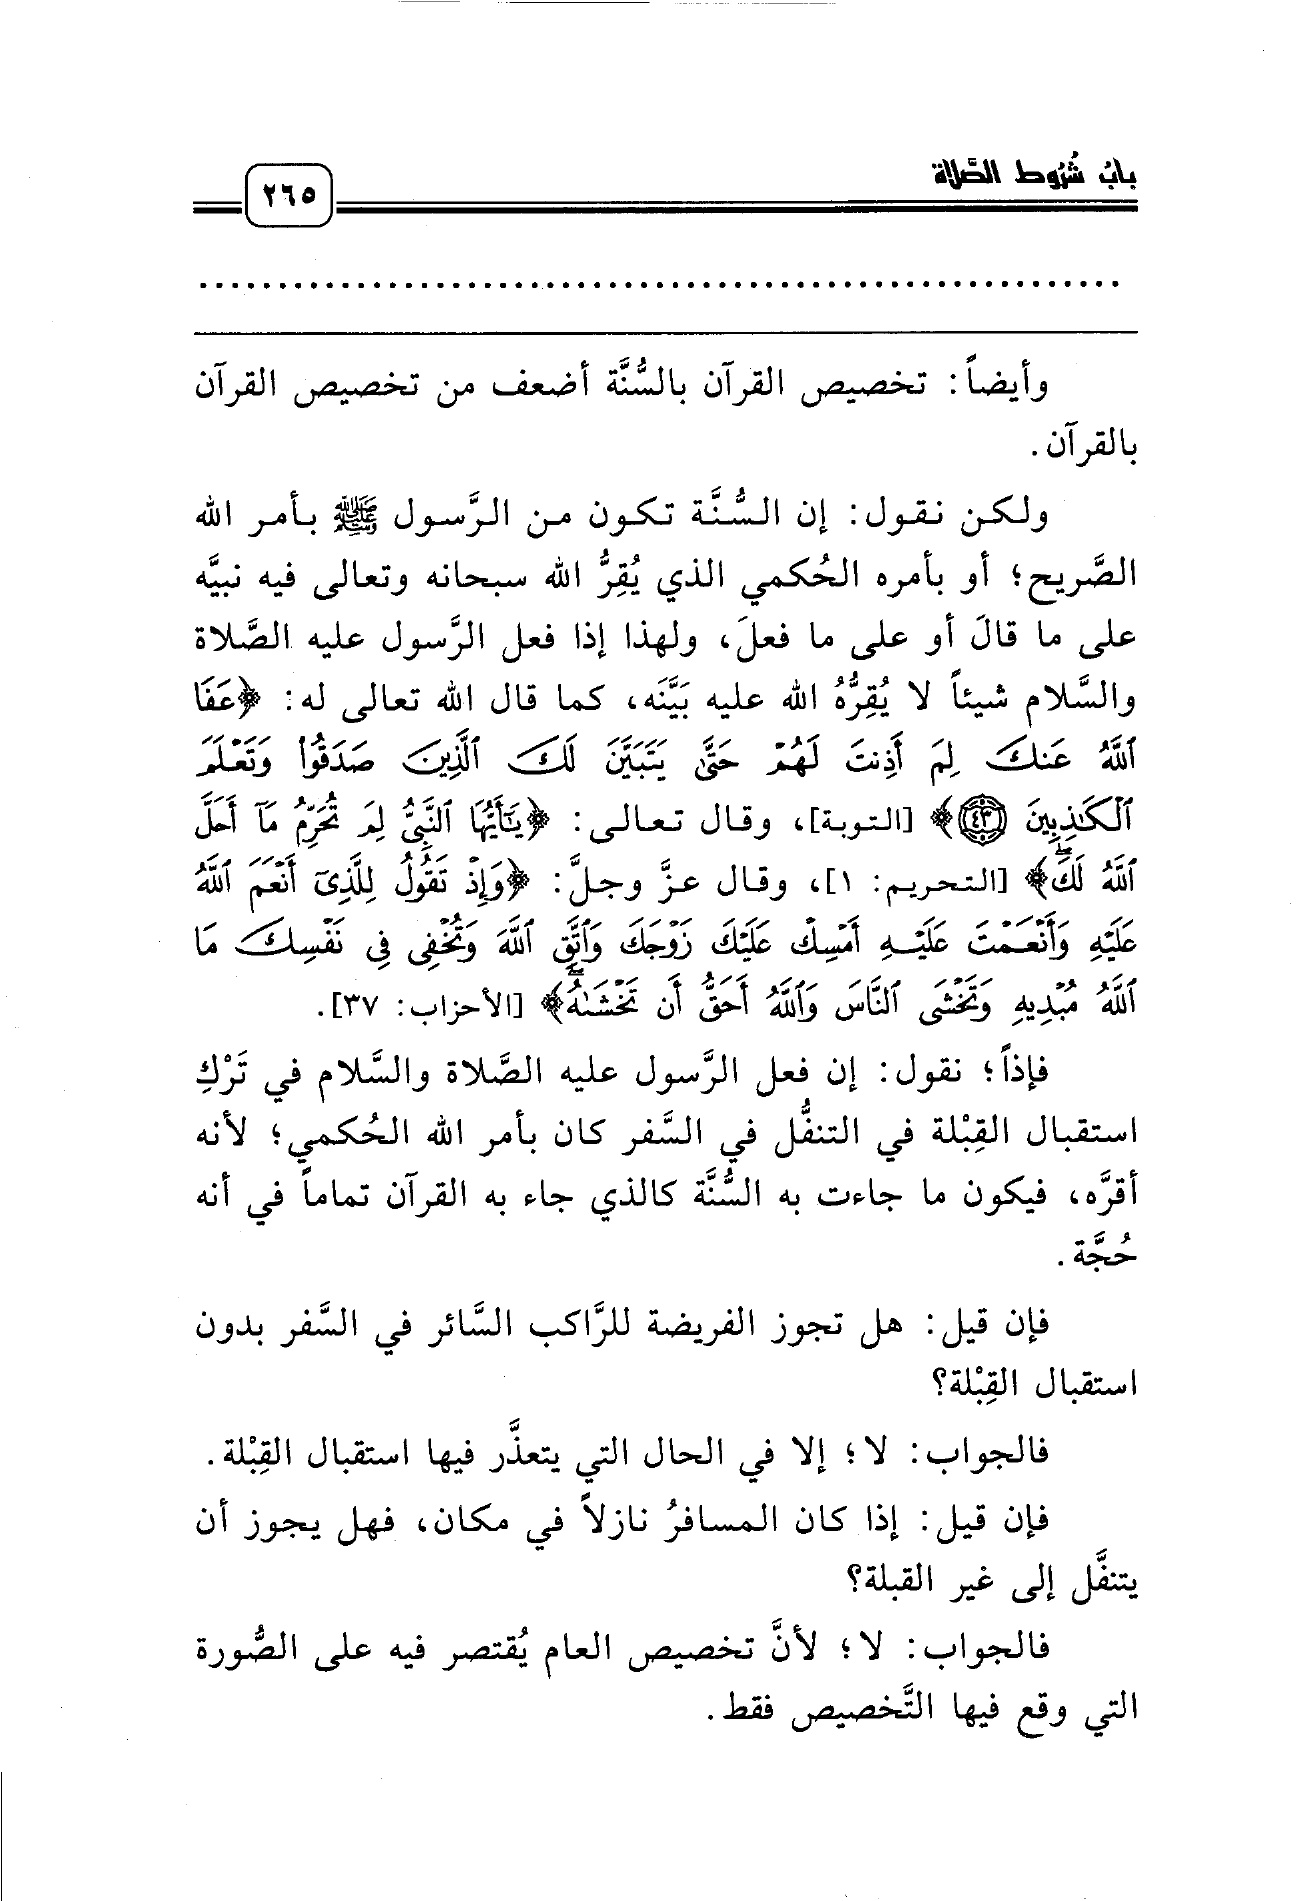 بابُ شُرُوط الصَّلاة
٢٦٥
وأيضاً: تخصيص القرآن بالسُّنَّة أضعف من تخصيص القرآن
بالقرآن.
ولكن نقول: إن السُّنَّة تكون من الرَّسول ﷺ بأمر الله
الصَّريح؛ أو بأمره الحُكمي الذي يُقِرُّ الله سبحانه وتعالى فيه نبيَّه
على ما قالَ أو على ما فعلَ، ولهذا إذا فعل الرَّسول عليه الصَّلاة
والسَّلام شيئاً لا يُقِرُّهُ الله عليه بَيَّنَه، كما قال الله تعالى له: ﴿عَفَا
ٱللَّهُ عَنكَ لِمَ أَذِنتَ لَهُمْ حَتَّىٰ يَتَبَيَّنَ لَكَ ٱلَّذِينَ صَدَقُوا۟ وَتَعْلَمَ
ٱلْكَـٰذِبِينَ ٤٣﴾ [التوبة]، وقال تعالى: ﴿يَـٰٓأَيُّهَا ٱلنَّبِىُّ لِمَ تُحَرِّمُ مَآ أَحَلَّ
ٱللَّهُ لَكَۖ﴾ [التحريم: ١]، وقال عزَّ وجلَّ: ﴿وَإِذْ تَقُولُ لِلَّذِىٓ أَنْعَمَ ٱللَّهُ
عَلَيْهِ وَأَنْعَمْتَ عَلَيْهِ أَمْسِكْ عَلَيْكَ زَوْجَكَ وَٱتَّقِ ٱللَّهَ وَتُخْفِى فِى نَفْسِكَ مَا
ٱللَّهُ مُبْدِيهِ وَتَخْشَى ٱلنَّاسَ وَٱللَّهُ أَحَقُّ أَن تَخْشَىٰهُۖ﴾ [الأحزاب: ٣٧].
فإذاً؛ نقول: إن فعل الرَّسول عليه الصَّلاة والسَّلام في تَرْكِ
استقبال القِبْلة في التنفُّل في السَّفر كان بأمر الله الحُكمي؛ لأنه
أقرَّه، فيكون ما جاءت به السُّنَّة كالذي جاء به القرآن تماماً في أنه
حُجَّة.
فإن قيل: هل تجوز الفريضة للرَّاكب السَّائر في السَّفر بدون
استقبال القِبْلة؟
فالجواب: لا؛ إلا في الحال التي يتعذَّر فيها استقبال القِبْلة.
فإن قيل: إذا كان المسافرُ نازلاً في مكان، فهل يجوز أن
يتنفَّل إلى غير القبلة؟
فالجواب: لا؛ لأنَّ تخصيص العام يُقتصر فيه على الصُّورة
التي وقع فيها التَّخصيص فقط.